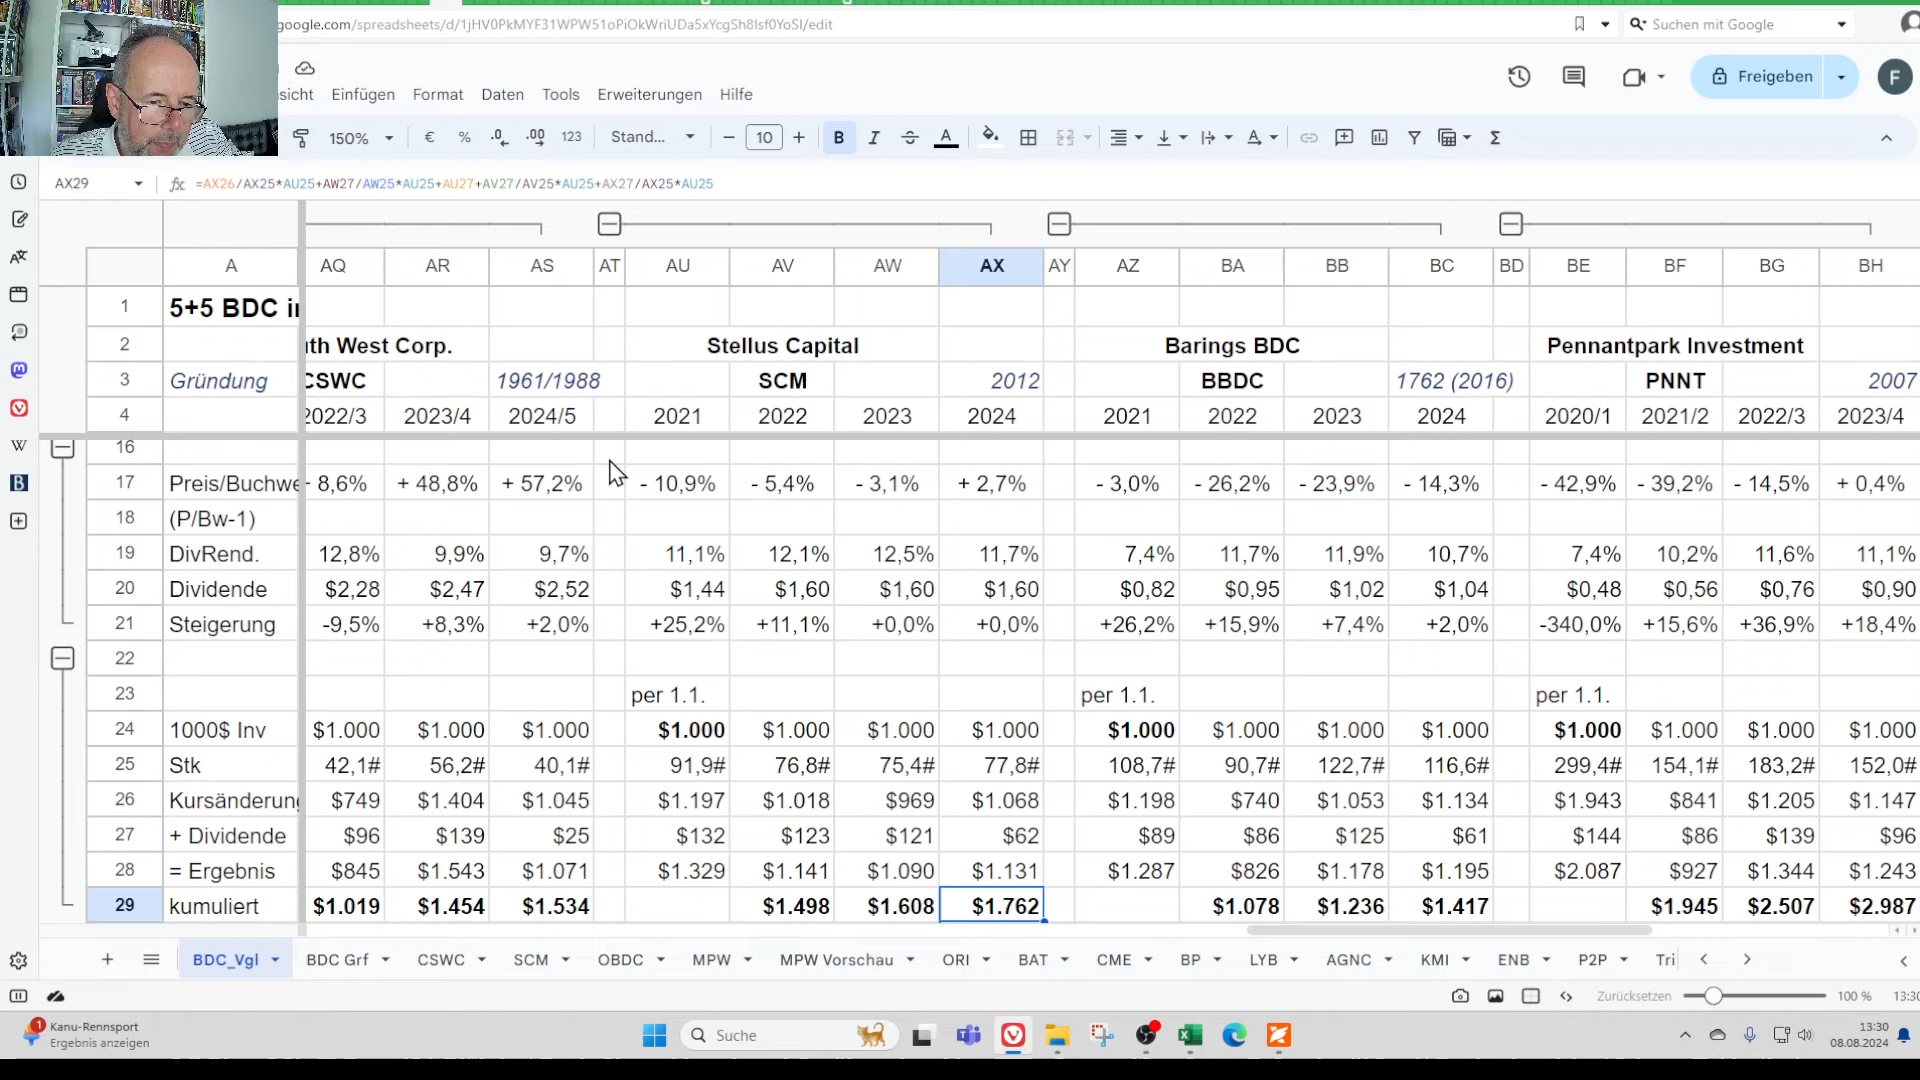 google.com/spreadsheets/d/1jHV0PkMYF31WPW51oPiOkWriUDa5xYcgSh8lsf0YoSI/edit
Suchen mit Google
sicht Einfügen Format Daten Tools Erweiterungen Hilfe
Freigeben F
150% € % .0 .00 123 Stand... − 10 + B I A Σ
AX29 fx =AX26/AX25*AU25+AW27/AW25*AU25+AU27+AV27/AV25*AU25+AX27/AX25*AU25
A AQ AR AS AT AU AV AW AX AY AZ BA BB BC BD BE BF BG BH
1 5+5 BDC i
2 uth West Corp. Stellus Capital Barings BDC Pennantpark Investment
3 Gründung CSWC 1961/1988 SCM 2012 BBDC 1762 (2016) PNNT 2007
4 2022/3 2023/4 2024/5 2021 2022 2023 2024 2021 2022 2023 2024 2020/1 2021/2 2022/3 2023/4
16
17 Preis/Buchwe 8,6% + 48,8% + 57,2% - 10,9% - 5,4% - 3,1% + 2,7% - 3,0% - 26,2% - 23,9% - 14,3% - 42,9% - 39,2% - 14,5% + 0,4%
18 (P/Bw-1)
19 DivRend. 12,8% 9,9% 9,7% 11,1% 12,1% 12,5% 11,7% 7,4% 11,7% 11,9% 10,7% 7,4% 10,2% 11,6% 11,1%
20 Dividende $2,28 $2,47 $2,52 $1,44 $1,60 $1,60 $1,60 $0,82 $0,95 $1,02 $1,04 $0,48 $0,56 $0,76 $0,90
21 Steigerung -9,5% +8,3% +2,0% +25,2% +11,1% +0,0% +0,0% +26,2% +15,9% +7,4% +2,0% -340,0% +15,6% +36,9% +18,4%
22
23 per 1.1. per 1.1. per 1.1.
24 1000$ Inv $1.000 $1.000 $1.000 $1.000 $1.000 $1.000 $1.000 $1.000 $1.000 $1.000 $1.000 $1.000 $1.000 $1.000 $1.000
25 Stk 42,1# 56,2# 40,1# 91,9# 76,8# 75,4# 77,8# 108,7# 90,7# 122,7# 116,6# 299,4# 154,1# 183,2# 152,0#
26 Kursänderung $749 $1.404 $1.045 $1.197 $1.018 $969 $1.068 $1.198 $740 $1.053 $1.134 $1.943 $841 $1.205 $1.147
27 + Dividende $96 $139 $25 $132 $123 $121 $62 $89 $86 $125 $61 $144 $86 $139 $96
28 = Ergebnis $845 $1.543 $1.071 $1.329 $1.141 $1.090 $1.131 $1.287 $826 $1.178 $1.195 $2.087 $927 $1.344 $1.243
29 kumuliert $1.019 $1.454 $1.534 $1.498 $1.608 $1.762 $1.078 $1.236 $1.417 $1.945 $2.507 $2.987
+ BDC_Vgl BDC Grf CSWC SCM OBDC MPW MPW Vorschau ORI BAT CME BP LYB AGNC KMI ENB P2P Tri
Zurücksetzen 100 % 13:30
1 Kanu-Rennsport
Ergebnis anzeigen
Suche
13:30
08.08.2024